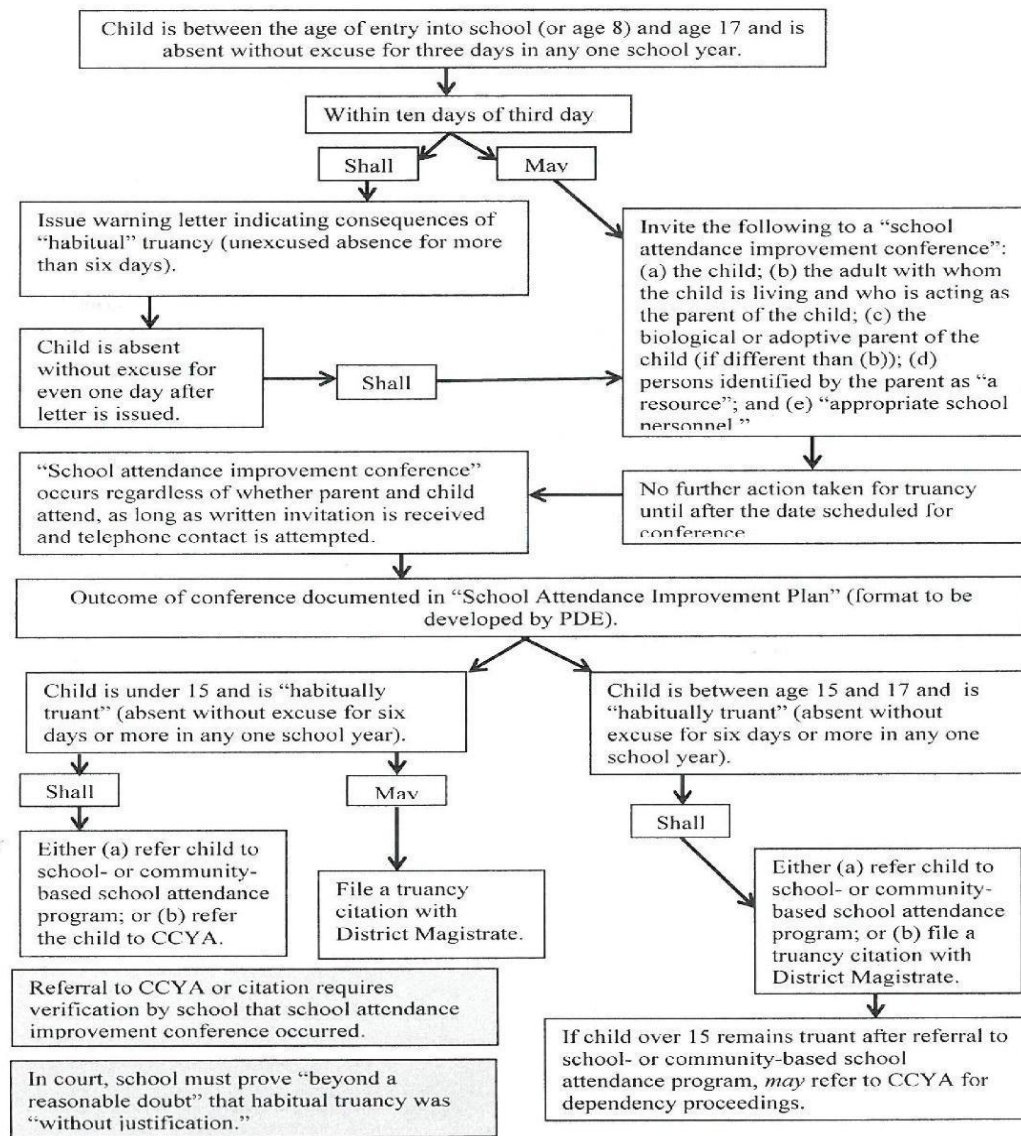 Child is between the age of entry into school (or age 8) and age 17 and is
absent without excuse for three days in any one school year.
Within ten days of third day
Shall
May
Issue warning letter indicating consequences of
“habitual” truancy (unexcused absence for more
than six days).
Invite the following to a “school
attendance improvement conference”:
(a) the child; (b) the adult with whom
the child is living and who is acting as
the parent of the child; (c) the
biological or adoptive parent of the
child (if different than (b)); (d)
persons identified by the parent as “a
resource”; and (e) “appropriate school
personnel.”
Child is absent
without excuse for
even one day after
letter is issued.
Shall
“School attendance improvement conference”
occurs regardless of whether parent and child
attend, as long as written invitation is received
and telephone contact is attempted.
No further action taken for truancy
until after the date scheduled for
conference
Outcome of conference documented in “School Attendance Improvement Plan” (format to be
developed by PDE).
Child is under 15 and is “habitually
truant” (absent without excuse for six
days or more in any one school year).
Child is between age 15 and 17 and is
“habitually truant” (absent without
excuse for six days or more in any one
school year).
Shall
May
Shall
Either (a) refer child to
school- or community-
based school attendance
program; or (b) refer
the child to CCYA.
File a truancy
citation with
District Magistrate.
Either (a) refer child to
school- or community-
based school attendance
program; or (b) file a
truancy citation with
District Magistrate.
Referral to CCYA or citation requires
verification by school that school attendance
improvement conference occurred.
If child over 15 remains truant after referral to
school- or community-based school
attendance program, may refer to CCYA for
dependency proceedings.
In court, school must prove “beyond a
reasonable doubt” that habitual truancy was
“without justification.”